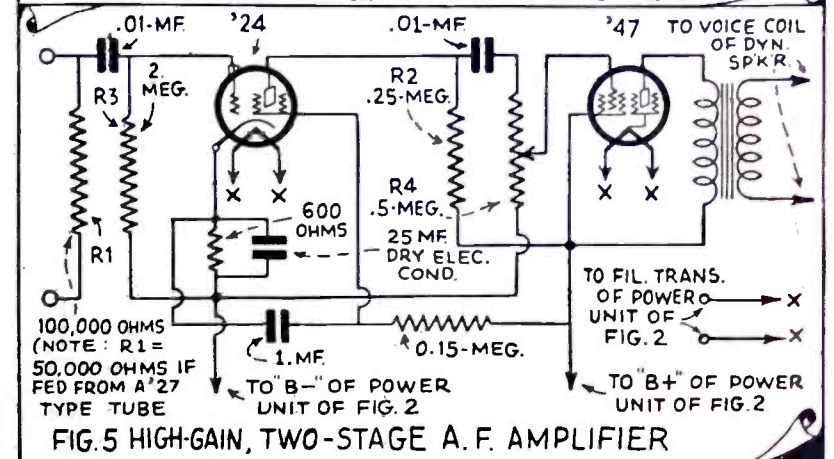 .01-MF.
'24
.01-MF.
'47
TO VOICE COIL
OF DYN.
SP'K'R.
R3
2.
MEG.
R2
.25-MEG.
R4
.5-MEG.
R1
600
OHMS
25 MF.
DRY ELEC.
COND.
TO FIL. TRANS.
OF POWER
UNIT OF
FIG. 2
X
X
X
X
X
X
100,000 OHMS
(NOTE: R1=
50,000 OHMS IF
FED FROM A '27
TYPE TUBE
1. MF.
0.15-MEG.
TO "B-" OF POWER
UNIT OF FIG. 2
TO "B+" OF POWER
UNIT OF FIG. 2
FIG. 5 HIGH-GAIN, TWO-STAGE A.F. AMPLIFIER